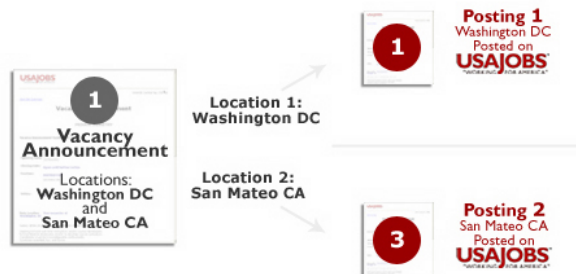 USAJOBS
1
Vacancy
Announcement
Locations:
Washington DC
and
San Mateo CA
Location 1:
Washington DC
Location 2:
San Mateo CA
1
Posting 1
Washington DC
Posted on
USAJOBS
"WORKING FOR AMERICA"
3
Posting 2
San Mateo CA
Posted on
USAJOBS
"WORKING FOR AMERICA"